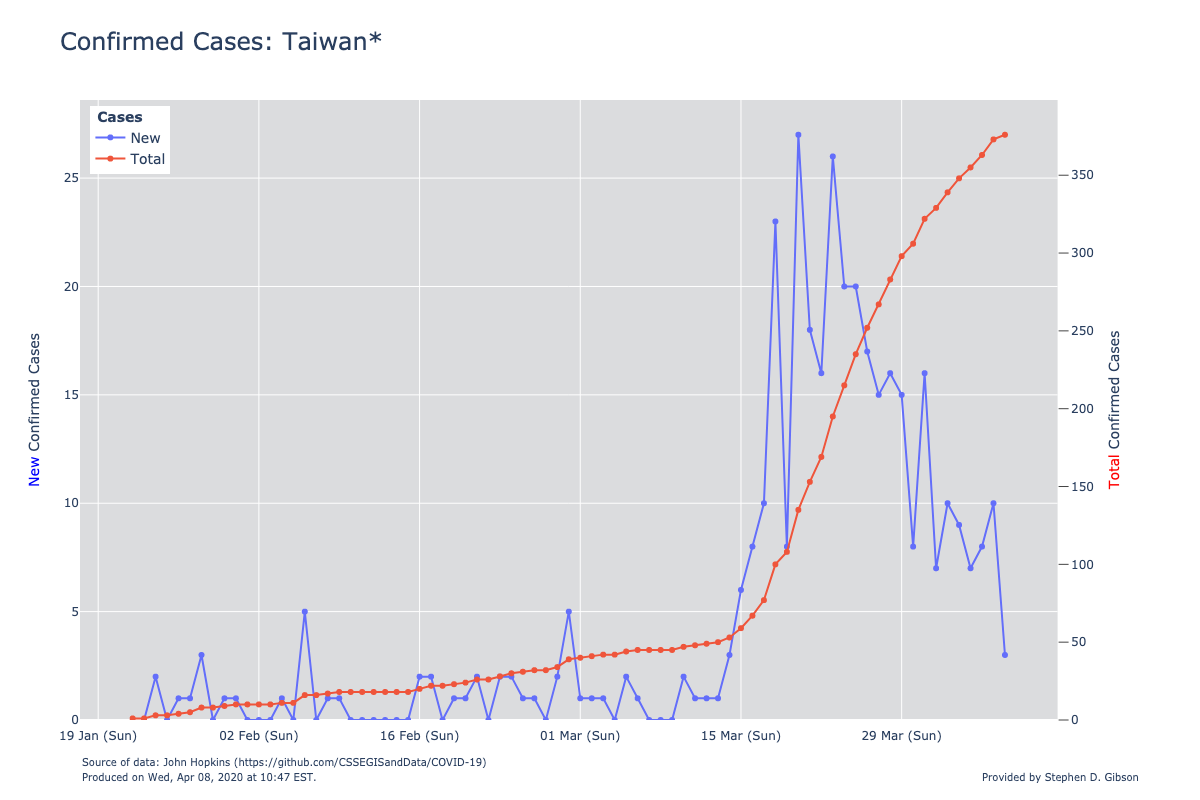 Confirmed Cases: Taiwan*
Cases
New
Total
25
20
15
10
5
0
350
300
250
200
150
100
50
0
New Confirmed Cases
Total Confirmed Cases
19 Jan (Sun)
02 Feb (Sun)
16 Feb (Sun)
01 Mar (Sun)
15 Mar (Sun)
29 Mar (Sun)
Source of data: John Hopkins (https://github.com/CSSEGISandData/COVID-19)
Produced on Wed, Apr 08, 2020 at 10:47 EST.
Provided by Stephen D. Gibson